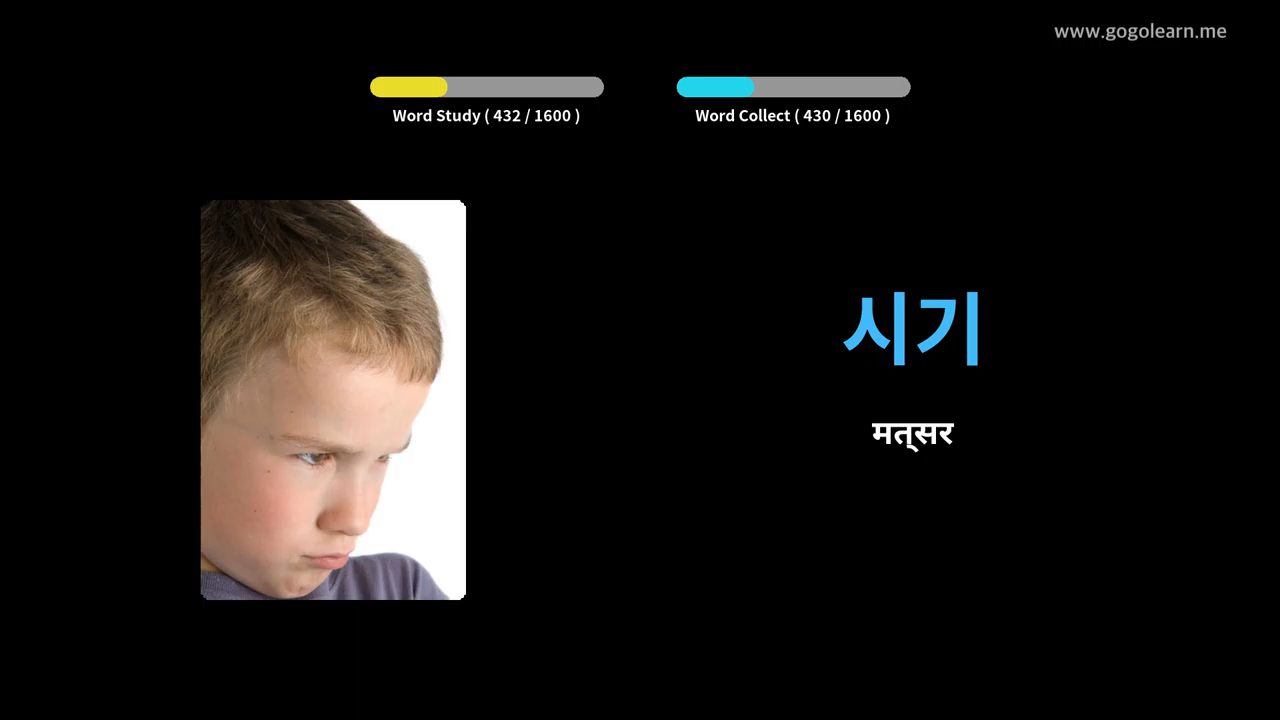 www.gogolearn.me
Word Study ( 432 / 1600 )
Word Collect ( 430 / 1600 )
시기
मत्सर